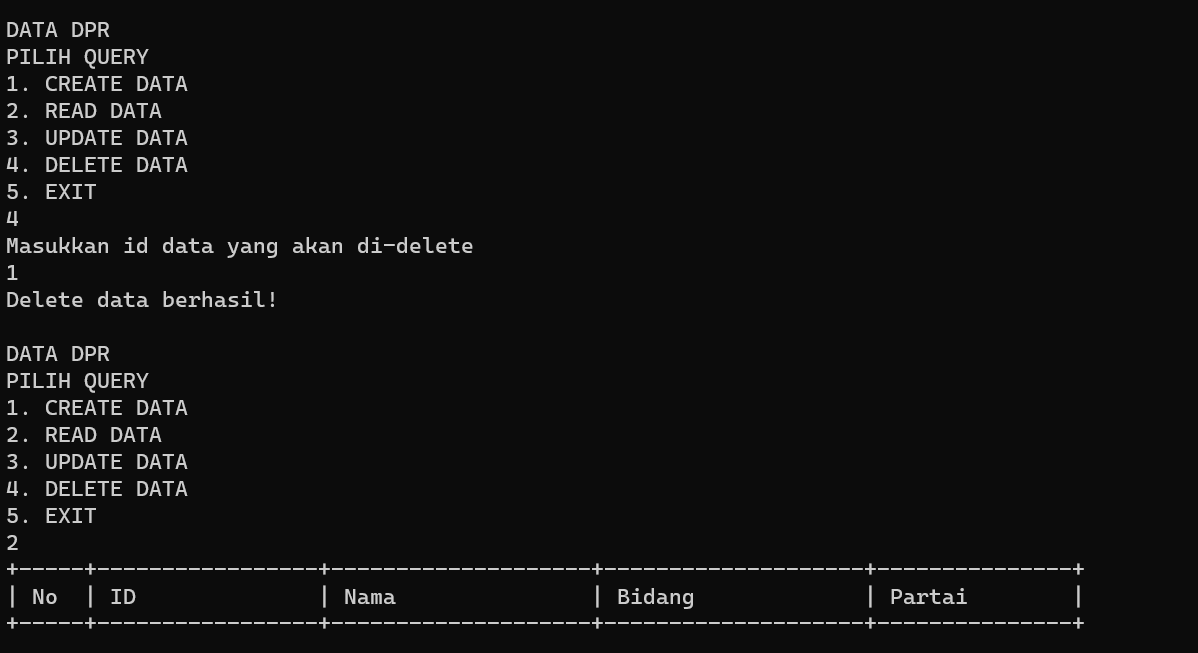 DATA DPR
PILIH QUERY
1. CREATE DATA
2. READ DATA
3. UPDATE DATA
4. DELETE DATA
5. EXIT
4
Masukkan id data yang akan di-delete
1
Delete data berhasil!
DATA DPR
PILIH QUERY
1. CREATE DATA
2. READ DATA
3. UPDATE DATA
4. DELETE DATA
5. EXIT
2
+-----+-----------------+--------------------+--------------------+---------------+
| No  | ID              | Nama               | Bidang             | Partai        |
+-----+-----------------+--------------------+--------------------+---------------+